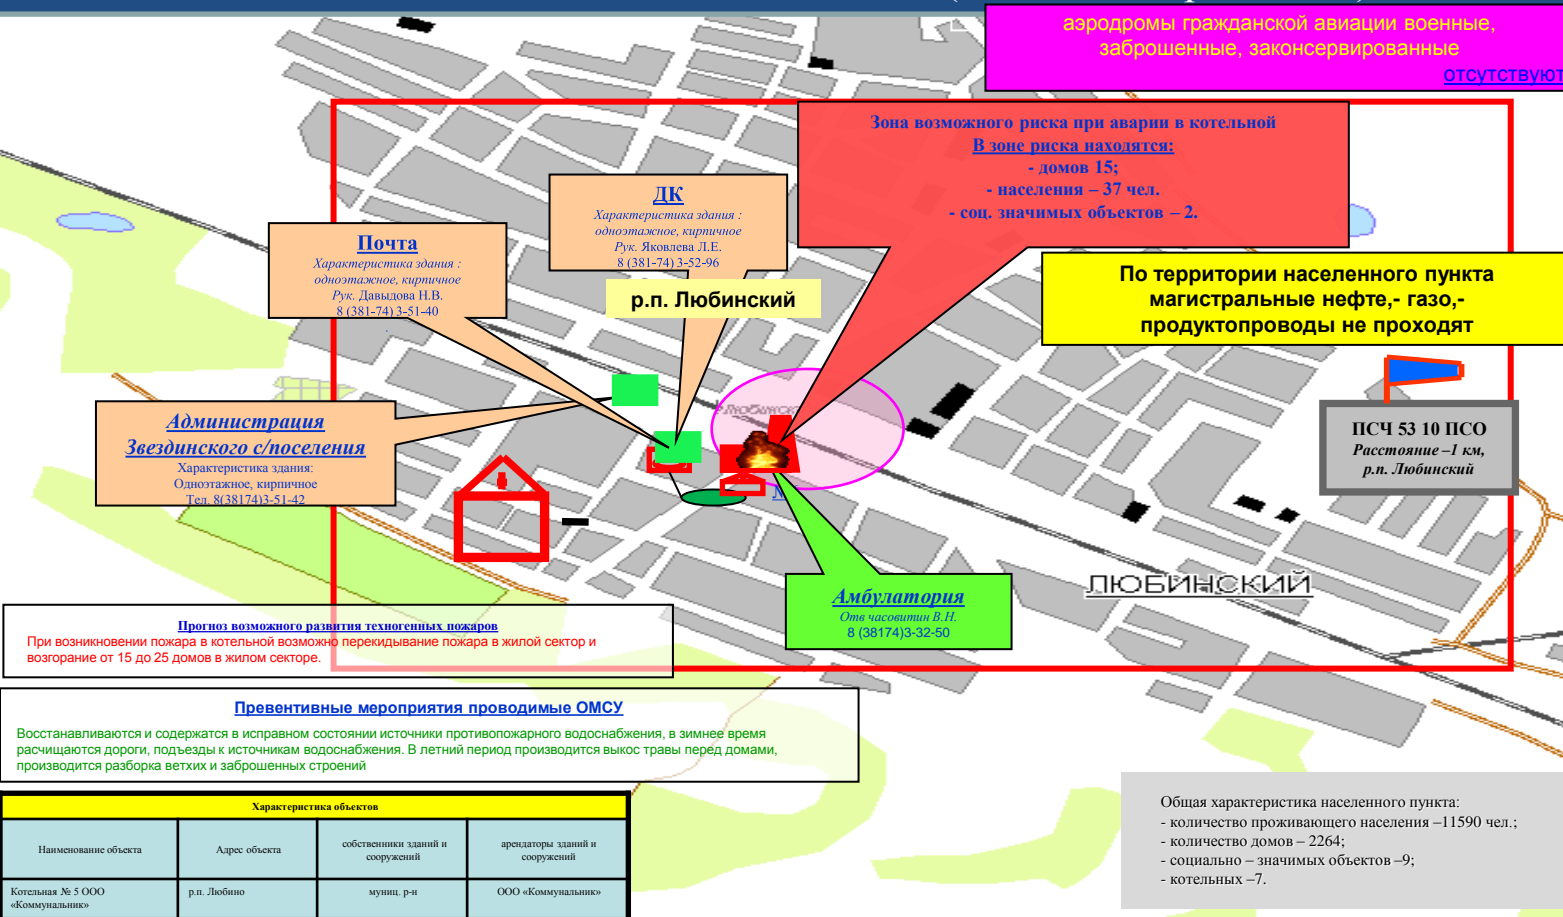 аэродромы гражданской авиации военные,
заброшенные, законсервированные
отсутствуют
Зона возможного риска при аварии в котельной
В зоне риска находятся:
- домов 15;
- населения – 37 чел.
- соц. значимых объектов – 2.
ДК
Характеристика здания :
одноэтажное, кирпичное
Рук. Яковлева Л.Е.
8 (381-74) 3-52-96
Почта
Характеристика здания :
одноэтажное, кирпичное
Рук. Давыдова Н.В.
8 (381-74) 3-51-40
р.п. Любинский
По территории населенного пункта
магистральные нефте,- газо,-
продуктопроводы не проходят
Администрация
Звездинского с/поселения
Характеристика здания:
Одноэтажное, кирпичное
Тел. 8(38174)3-51-42
ПСЧ 53 10 ПСО
Расстояние –1 км,
р.п. Любинский
ЛЮБИНСКИЙ
Амбулатория
Отв часовитин В.Н.
8 (38174)3-32-50
Прогноз возможного развития техногенных пожаров
При возникновении пожара в котельной возможно перекидывание пожара в жилой сектор и
возгорание от 15 до 25 домов в жилом секторе.
Превентивные мероприятия проводимые ОМСУ
Восстанавливаются и содержатся в исправном состоянии источники противопожарного водоснабжения, в зимнее время
расчищаются дороги, подъезды к источникам водоснабжения. В летний период производится выкос травы перед домами,
производится разборка ветхих и заброшенных строений
Характеристика объектов
Наименование объекта
Адрес объекта
собственники зданий и
сооружений
арендаторы зданий и
сооружений
Котельная № 5 ООО
«Коммунальник»
р.п. Любино
муниц. р-н
ООО «Коммунальник»
Общая характеристика населенного пункта:
- количество проживающего населения –11590 чел.;
- количество домов – 2264;
- социально – значимых объектов –9;
- котельных –7.